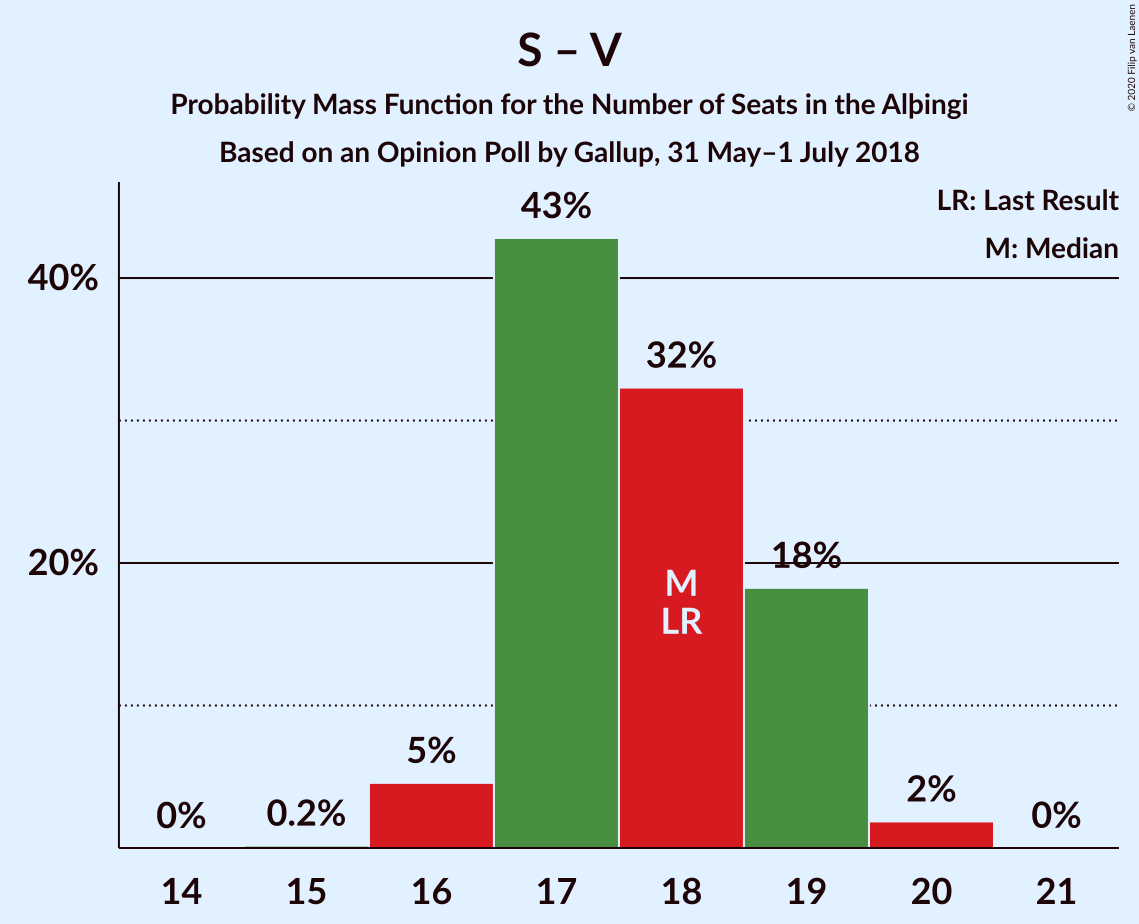 S – V
Probability Mass Function for the Number of Seats in the Alþingi
Based on an Opinion Poll by Gallup, 31 May–1 July 2018
© 2020 Filip van Laenen
LR: Last Result
M: Median
43%
40%
32%
20%
18%
M
LR
5%
2%
0%
0.2%
0%
14 15 16 17 18 19 20 21